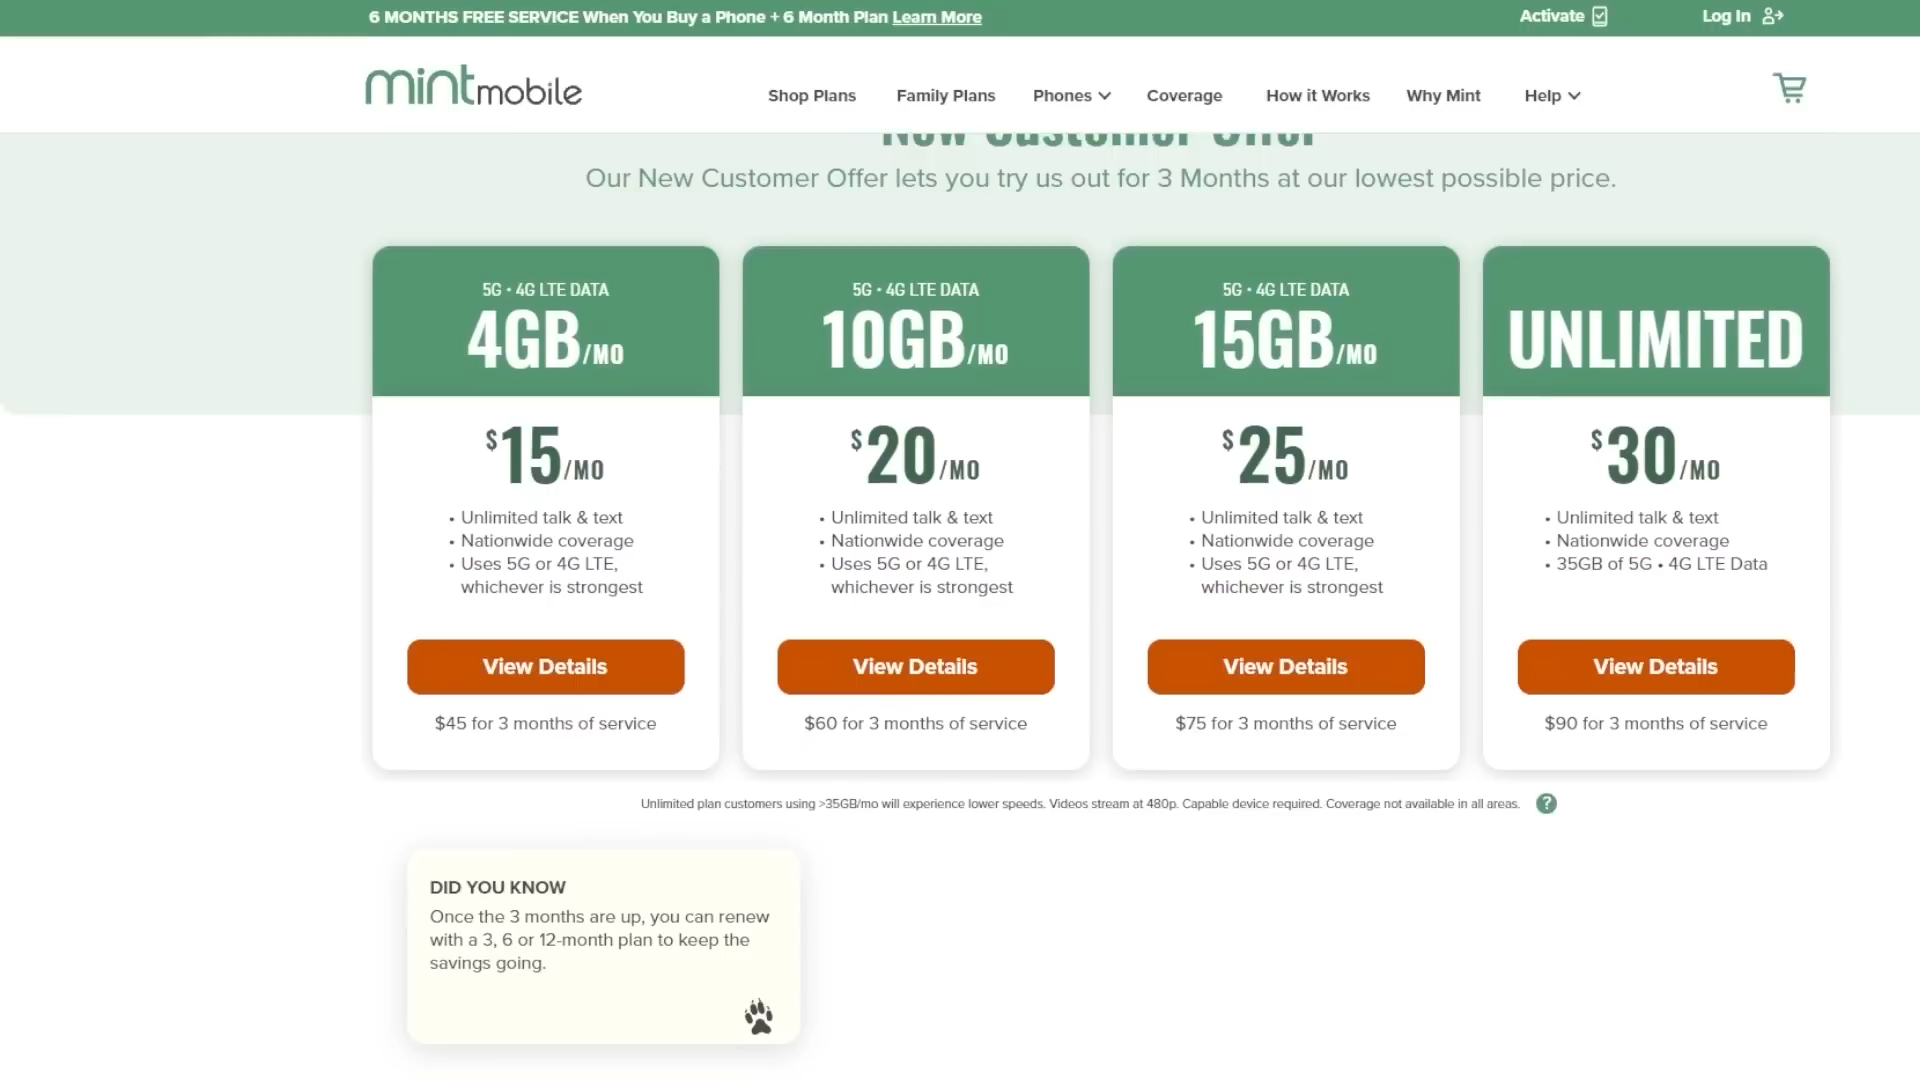 6 MONTHS FREE SERVICE When You Buy a Phone + 6 Month Plan Learn More
Activate
Log In
mintmobile
Shop Plans
Family Plans
Phones
Coverage
How it Works
Why Mint
Help
New Customer Offer
Our New Customer Offer lets you try us out for 3 Months at our lowest possible price.
5G • 4G LTE DATA
4GB/MO
$15/MO
• Unlimited talk & text
• Nationwide coverage
• Uses 5G or 4G LTE,
whichever is strongest
View Details
$45 for 3 months of service
5G • 4G LTE DATA
10GB/MO
$20/MO
• Unlimited talk & text
• Nationwide coverage
• Uses 5G or 4G LTE,
whichever is strongest
View Details
$60 for 3 months of service
5G • 4G LTE DATA
15GB/MO
$25/MO
• Unlimited talk & text
• Nationwide coverage
• Uses 5G or 4G LTE,
whichever is strongest
View Details
$75 for 3 months of service
UNLIMITED
$30/MO
• Unlimited talk & text
• Nationwide coverage
• 35GB of 5G • 4G LTE Data
View Details
$90 for 3 months of service
Unlimited plan customers using >35GB/mo will experience lower speeds. Videos stream at 480p. Capable device required. Coverage not available in all areas. ?
DID YOU KNOW
Once the 3 months are up, you can renew
with a 3, 6 or 12-month plan to keep the
savings going.